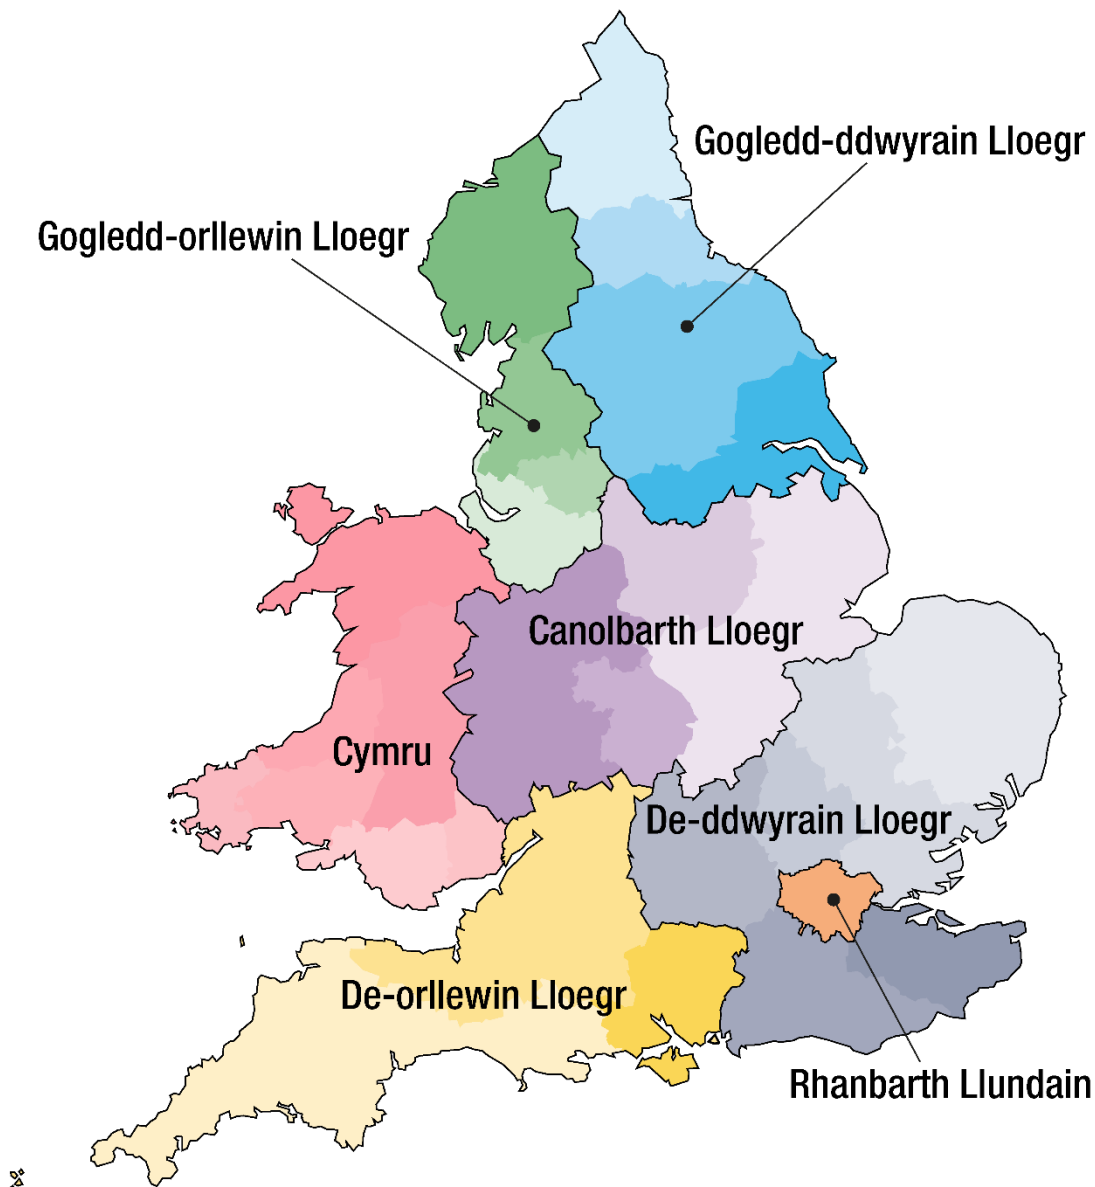 Gogledd-ddwyrain Lloegr
Gogledd-orllewin Lloegr
Canolbarth Lloegr
Cymru
De-ddwyrain Lloegr
De-orllewin Lloegr
Rhanbarth Llundain